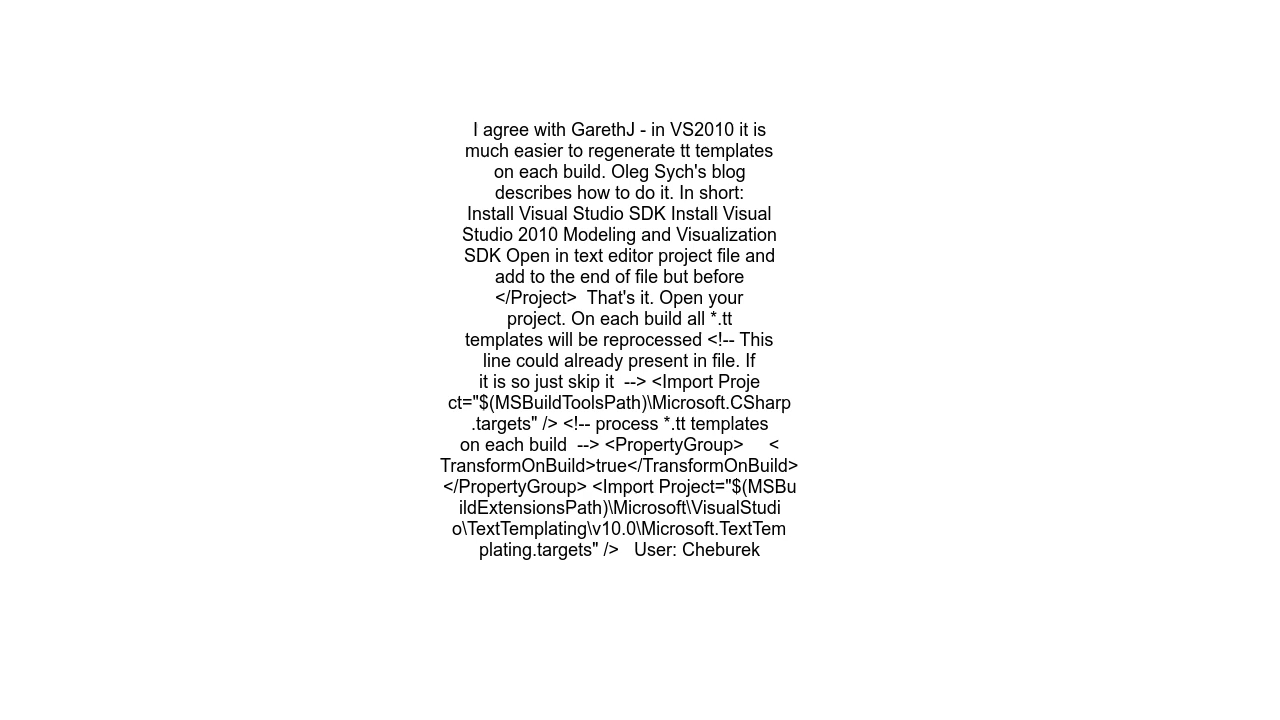 I agree with GarethJ - in VS2010 it is
much easier to regenerate tt templates
on each build. Oleg Sych's blog
describes how to do it. In short:
Install Visual Studio SDK Install Visual
Studio 2010 Modeling and Visualization
SDK Open in text editor project file and
add to the end of file but before
</Project>  That's it. Open your
project. On each build all *.tt
templates will be reprocessed <!-- This
line could already present in file. If
it is so just skip it  --> <Import Proje
ct="$(MSBuildToolsPath)\Microsoft.CSharp
.targets" /> <!-- process *.tt templates
on each build  --> <PropertyGroup>     <
TransformOnBuild>true</TransformOnBuild>
</PropertyGroup> <Import Project="$(MSBu
ildExtensionsPath)\Microsoft\VisualStudi
o\TextTemplating\v10.0\Microsoft.TextTem
plating.targets" />   User: Cheburek